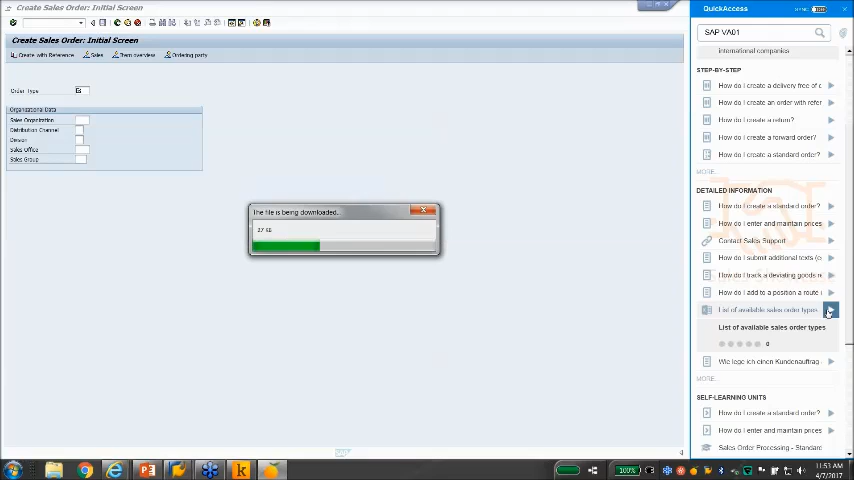 Create Sales Order: Initial Screen
Create Sales Order: Initial Screen
Create with Reference Sales Item overview Ordering party
Order Type
Organizational Data
Sales Organization
Distribution Channel
Division
Sales Office
Sales Group
The file is being downloaded..
27 KB
QuickAccess
SYNC
SAP VA01
international companies
STEP-BY-STEP
How do I create a delivery free of c
How do I create an order with refer
How do I create a return?
How do I create a forward order?
How do I create a standard order?
MORE...
DETAILED INFORMATION
How do I create a standard order?
How do I enter and maintain prices
Contact Sales Support
How do I submit additional texts (c
How do I track a deviating goods re
How do I add to a position a route
List of available sales order types
List of available sales order types
0
Wie lege ich einen Kundenauftrag
MORE...
SELF-LEARNING UNITS
How do I create a standard order?
How do I enter and maintain prices
Sales Order Processing - Standard
100%
11:53 AM
4/7/2017